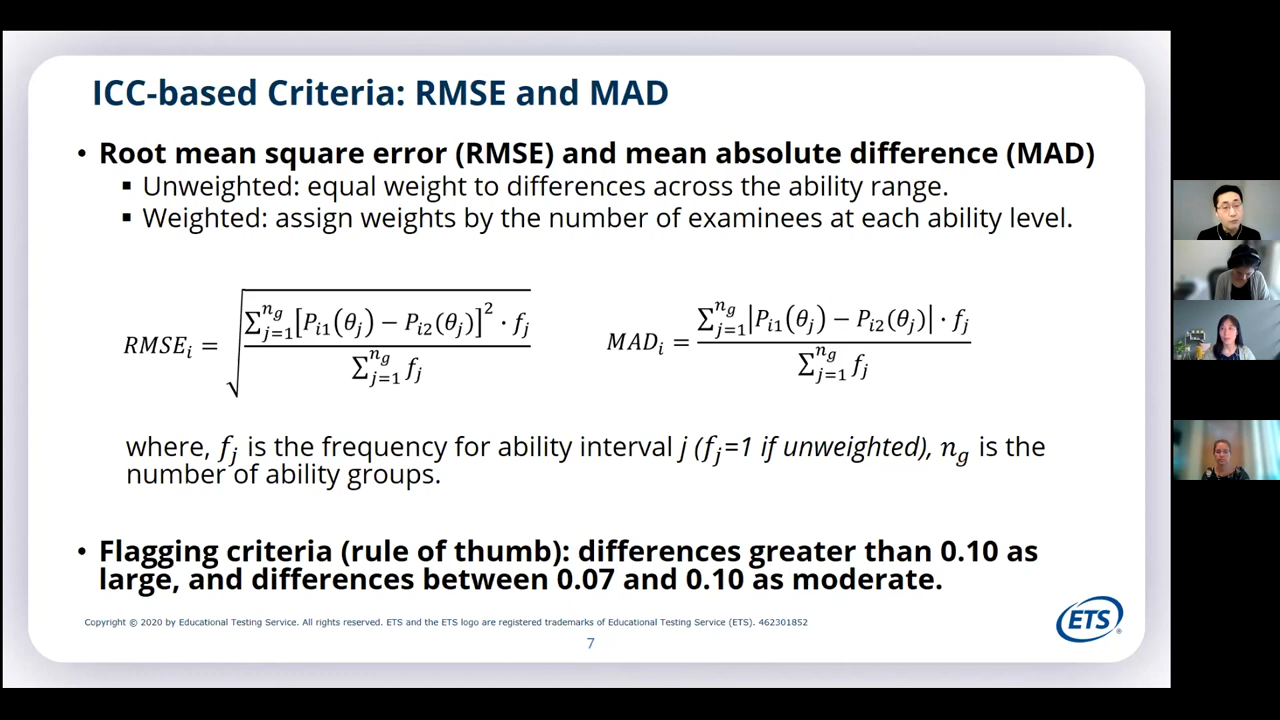 ICC-based Criteria: RMSE and MAD
• Root mean square error (RMSE) and mean absolute difference (MAD)
▪ Unweighted: equal weight to differences across the ability range.
▪ Weighted: assign weights by the number of examinees at each ability level.
RMSE_i = √( ∑_{j=1}^{n_g} [P_{i1}(θ_j) − P_{i2}(θ_j)]^2 · f_j / ∑_{j=1}^{n_g} f_j )
MAD_i = ∑_{j=1}^{n_g} |P_{i1}(θ_j) − P_{i2}(θ_j)| · f_j / ∑_{j=1}^{n_g} f_j
where, f_j is the frequency for ability interval j (f_j=1 if unweighted), n_g is the
number of ability groups.
• Flagging criteria (rule of thumb): differences greater than 0.10 as
large, and differences between 0.07 and 0.10 as moderate.
Copyright © 2020 by Educational Testing Service. All rights reserved. ETS and the ETS logo are registered trademarks of Educational Testing Service (ETS). 462301852
ETS®
7